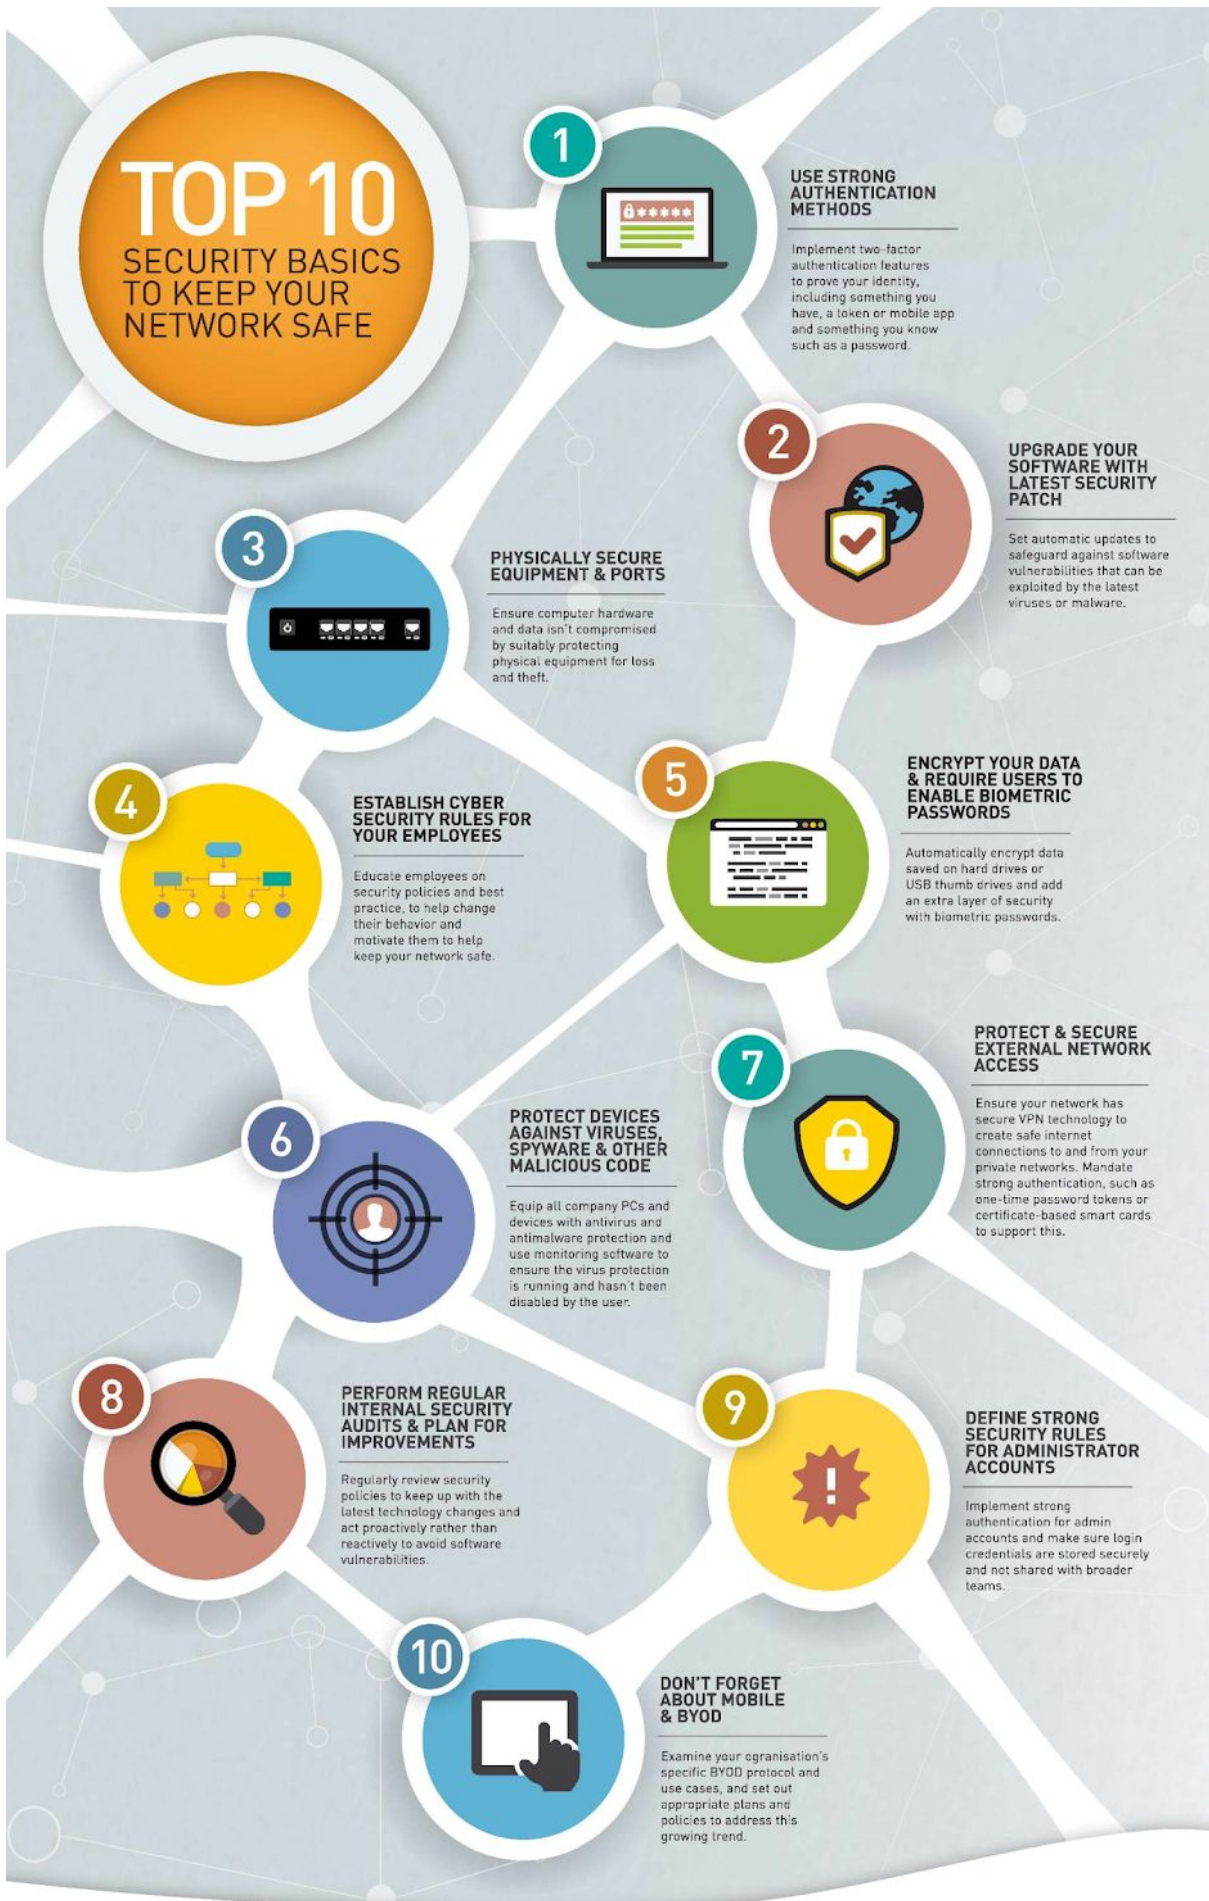 TOP 10
SECURITY BASICS
TO KEEP YOUR
NETWORK SAFE
1
USE STRONG
AUTHENTICATION
METHODS
Implement two-factor
authentication features
to prove your identity,
including something you
have, a token or mobile app
and something you know
such as a password.
2
UPGRADE YOUR
SOFTWARE WITH
LATEST SECURITY
PATCH
Set automatic updates to
safeguard against software
vulnerabilities that can be
exploited by the latest
viruses or malware.
3
PHYSICALLY SECURE
EQUIPMENT & PORTS
Ensure computer hardware
and data isn't compromised
by suitably protecting
physical equipment for loss
and theft.
4
ESTABLISH CYBER
SECURITY RULES FOR
YOUR EMPLOYEES
Educate employees on
security policies and best
practice, to help change
their behavior and
motivate them to help
keep your network safe.
5
ENCRYPT YOUR DATA
& REQUIRE USERS TO
ENABLE BIOMETRIC
PASSWORDS
Automatically encrypt data
saved on hard drives or
USB thumb drives and add
an extra layer of security
with biometric passwords.
6
PROTECT DEVICES
AGAINST VIRUSES,
SPYWARE & OTHER
MALICIOUS CODE
Equip all company PCs and
devices with antivirus and
antimalware protection and
use monitoring software to
ensure the virus protection
is running and hasn't been
disabled by the user.
7
PROTECT & SECURE
EXTERNAL NETWORK
ACCESS
Ensure your network has
secure VPN technology to
create safe internet
connections to and from your
private networks. Mandate
strong authentication, such as
one-time password tokens or
certificate-based smart cards
to support this.
8
PERFORM REGULAR
INTERNAL SECURITY
AUDITS & PLAN FOR
IMPROVEMENTS
Regularly review security
policies to keep up with the
latest technology changes and
act proactively rather than
reactively to avoid software
vulnerabilities.
9
DEFINE STRONG
SECURITY RULES
FOR ADMINISTRATOR
ACCOUNTS
Implement strong
authentication for admin
accounts and make sure login
credentials are stored securely
and not shared with broader
teams.
!
10
DON'T FORGET
ABOUT MOBILE
& BYOD
Examine your ogranisation's
specific BYOD protocol and
use cases, and set out
appropriate plans and
policies to address this
growing trend.